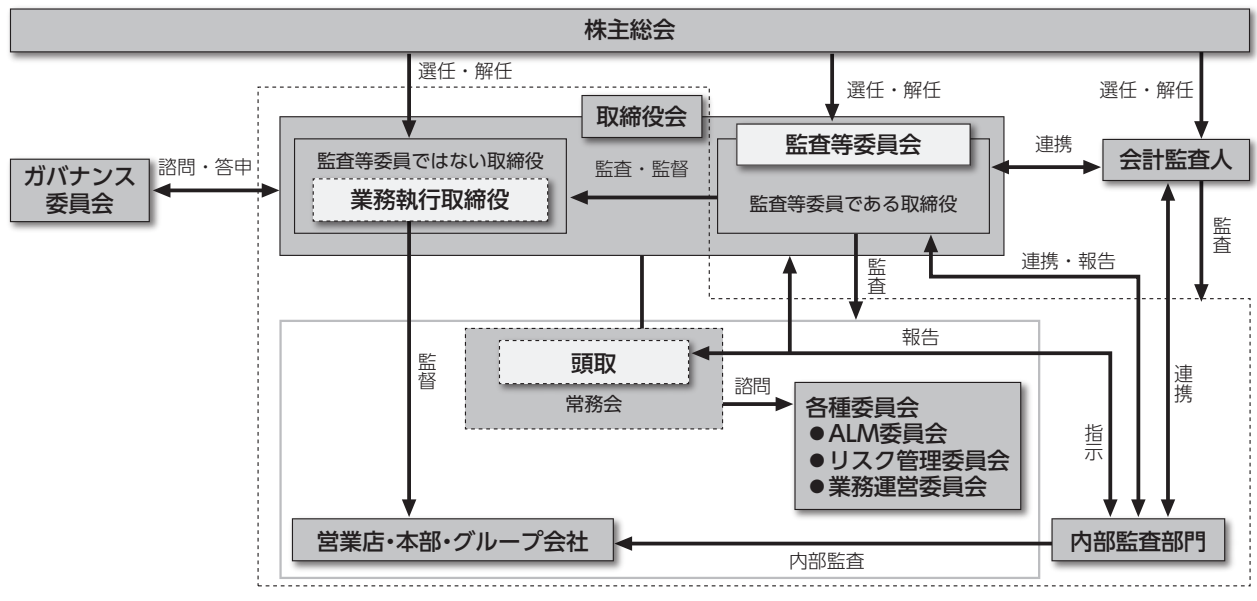 株主総会
選任・解任
選任・解任
選任・解任
取締役会
監査等委員会
監査等委員ではない取締役
業務執行取締役
監査・監督
監査等委員である取締役
連携
会計監査人
ガバナンス
委員会
諮問・答申
監査
監査
連携・報告
報告
頭取
常務会
監督
諮問
各種委員会
●ALM委員会
●リスク管理委員会
●業務運営委員会
連携
指示
営業店・本部・グループ会社
内部監査
内部監査部門